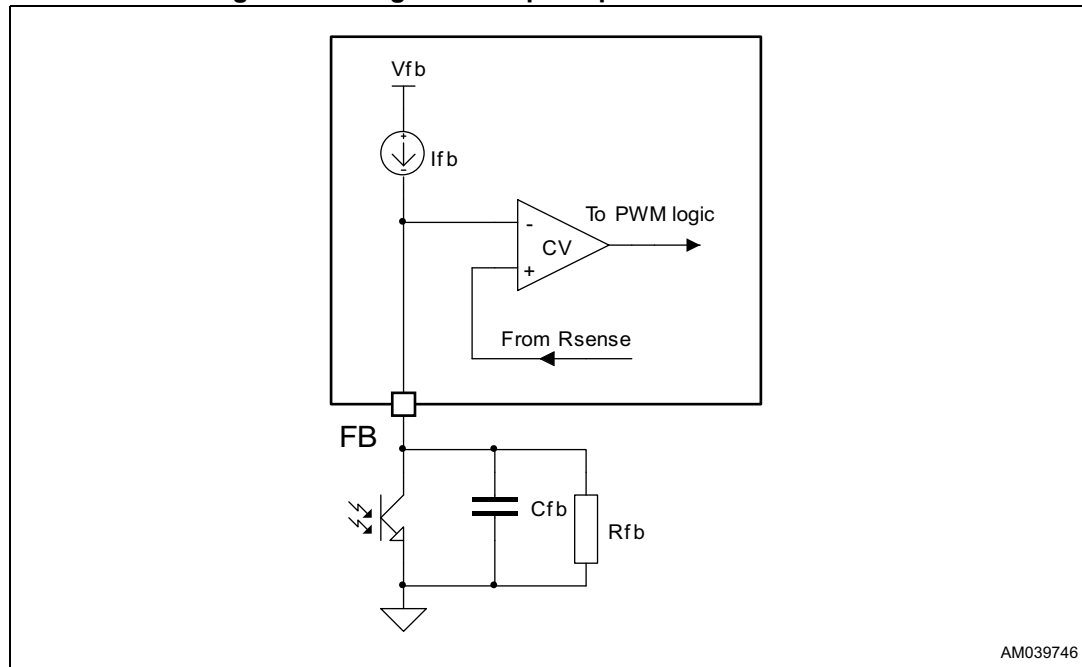 Vfb
Ifb
To PWM logic
-
CV
+
From Rsense
FB
Cfb
Rfb
AM039746